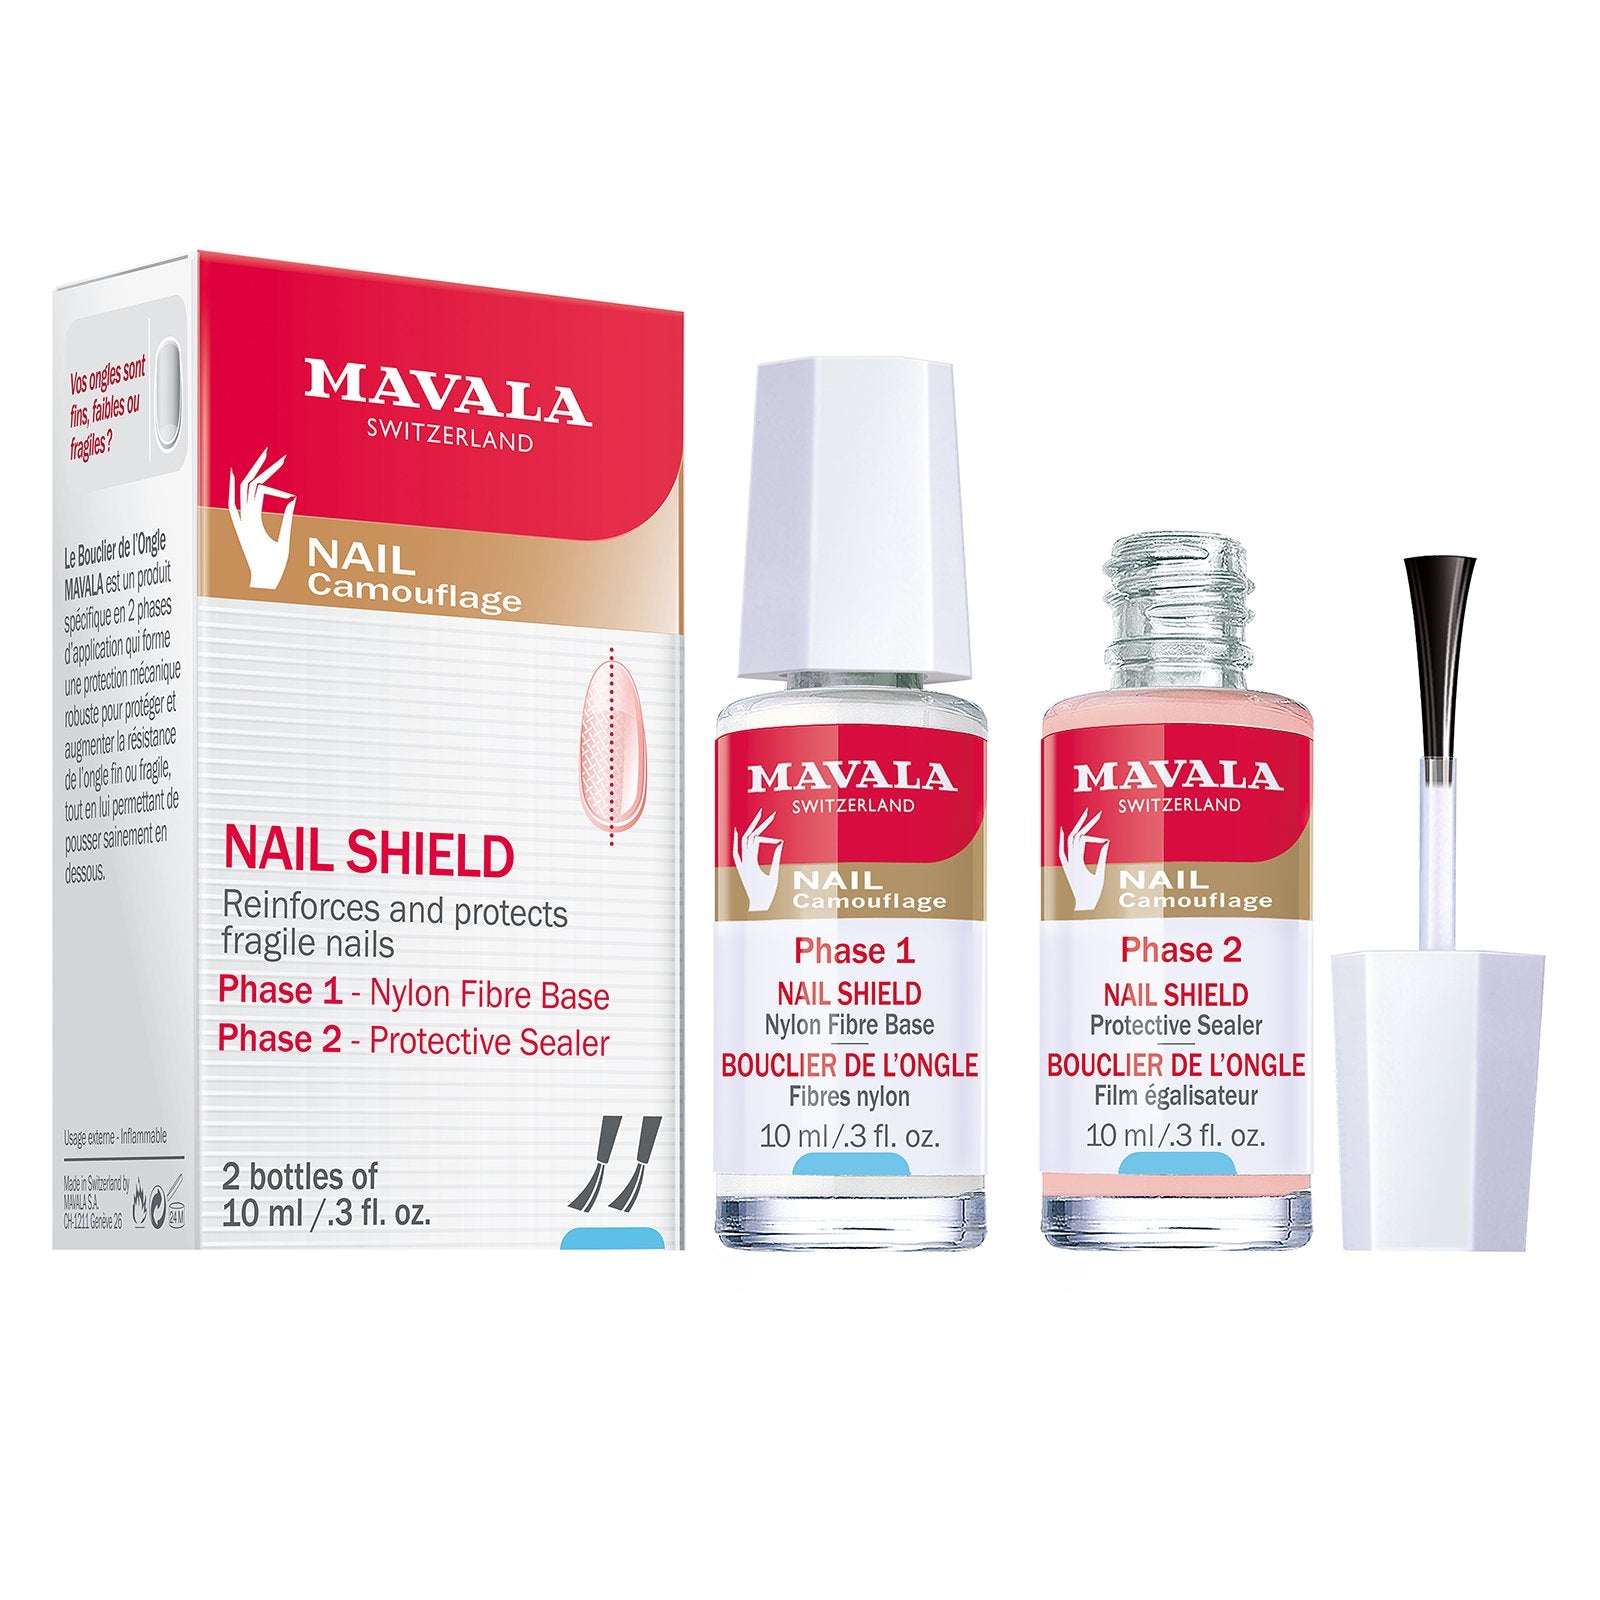 Vos ongles sont
fins, faibles ou
fragiles?
Le Bouclier de l'Ongle
MAVALA est un produit
spécifique en 2 phases
d'application qui forme
une protection mécanique
robuste pour protéger et
augmenter la résistance
de l'ongle fin ou fragile,
tout en lui permettant de
pousser sainement en
dessous.
Usage externe - Inflammable
Made in Switzerland by
MAVALA S.A.
CH-1211 Genève 26
24 M
MAVALA
SWITZERLAND
NAIL
Camouflage
NAIL SHIELD
Reinforces and protects
fragile nails
Phase 1 - Nylon Fibre Base
Phase 2 - Protective Sealer
2 bottles of
10 ml /.3 fl. oz.
MAVALA
SWITZERLAND
NAIL
Camouflage
Phase 1
NAIL SHIELD
Nylon Fibre Base
BOUCLIER DE L'ONGLE
Fibres nylon
10 ml/.3 fl. oz.
MAVALA
SWITZERLAND
NAIL
Camouflage
Phase 2
NAIL SHIELD
Protective Sealer
BOUCLIER DE L'ONGLE
Film égalisateur
10 ml/.3 fl. oz.